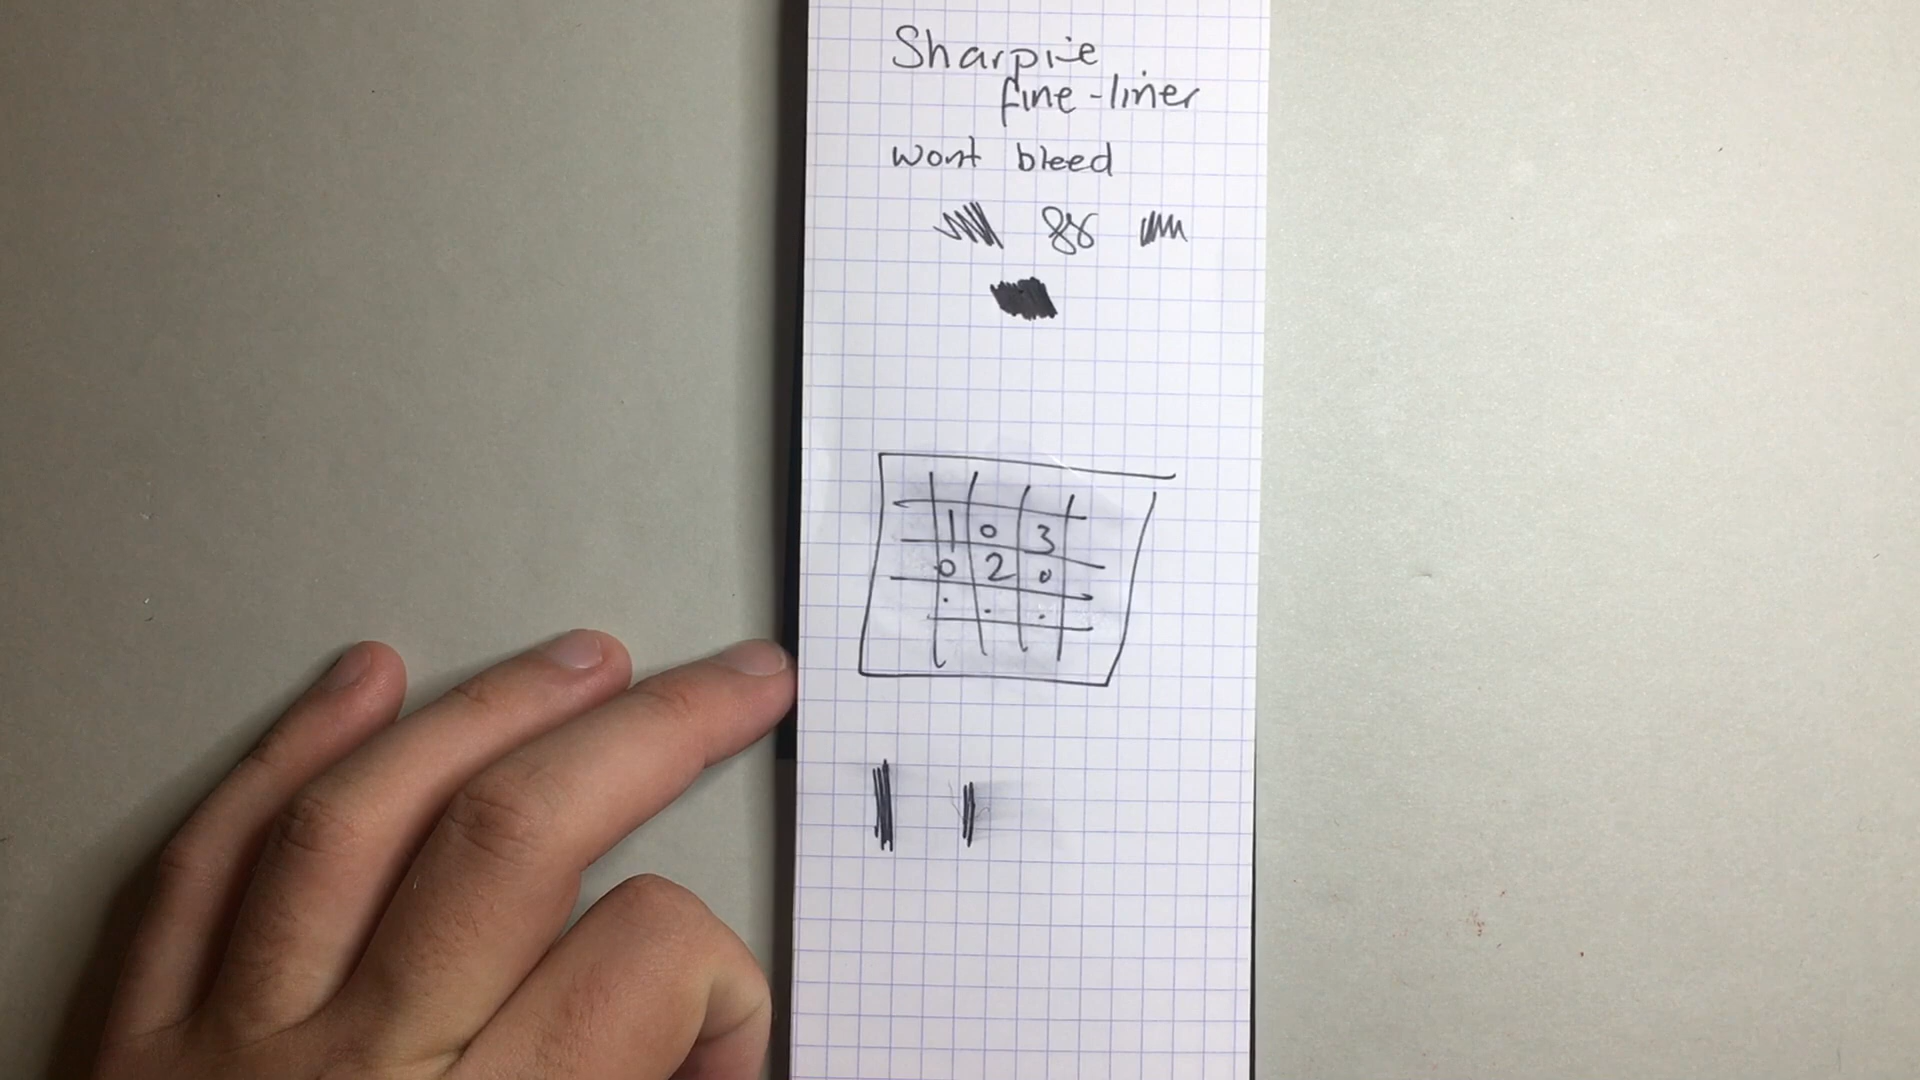 Sharpie
fine-liner
wont bleed
88
1 0 3
0 2 0
. . .